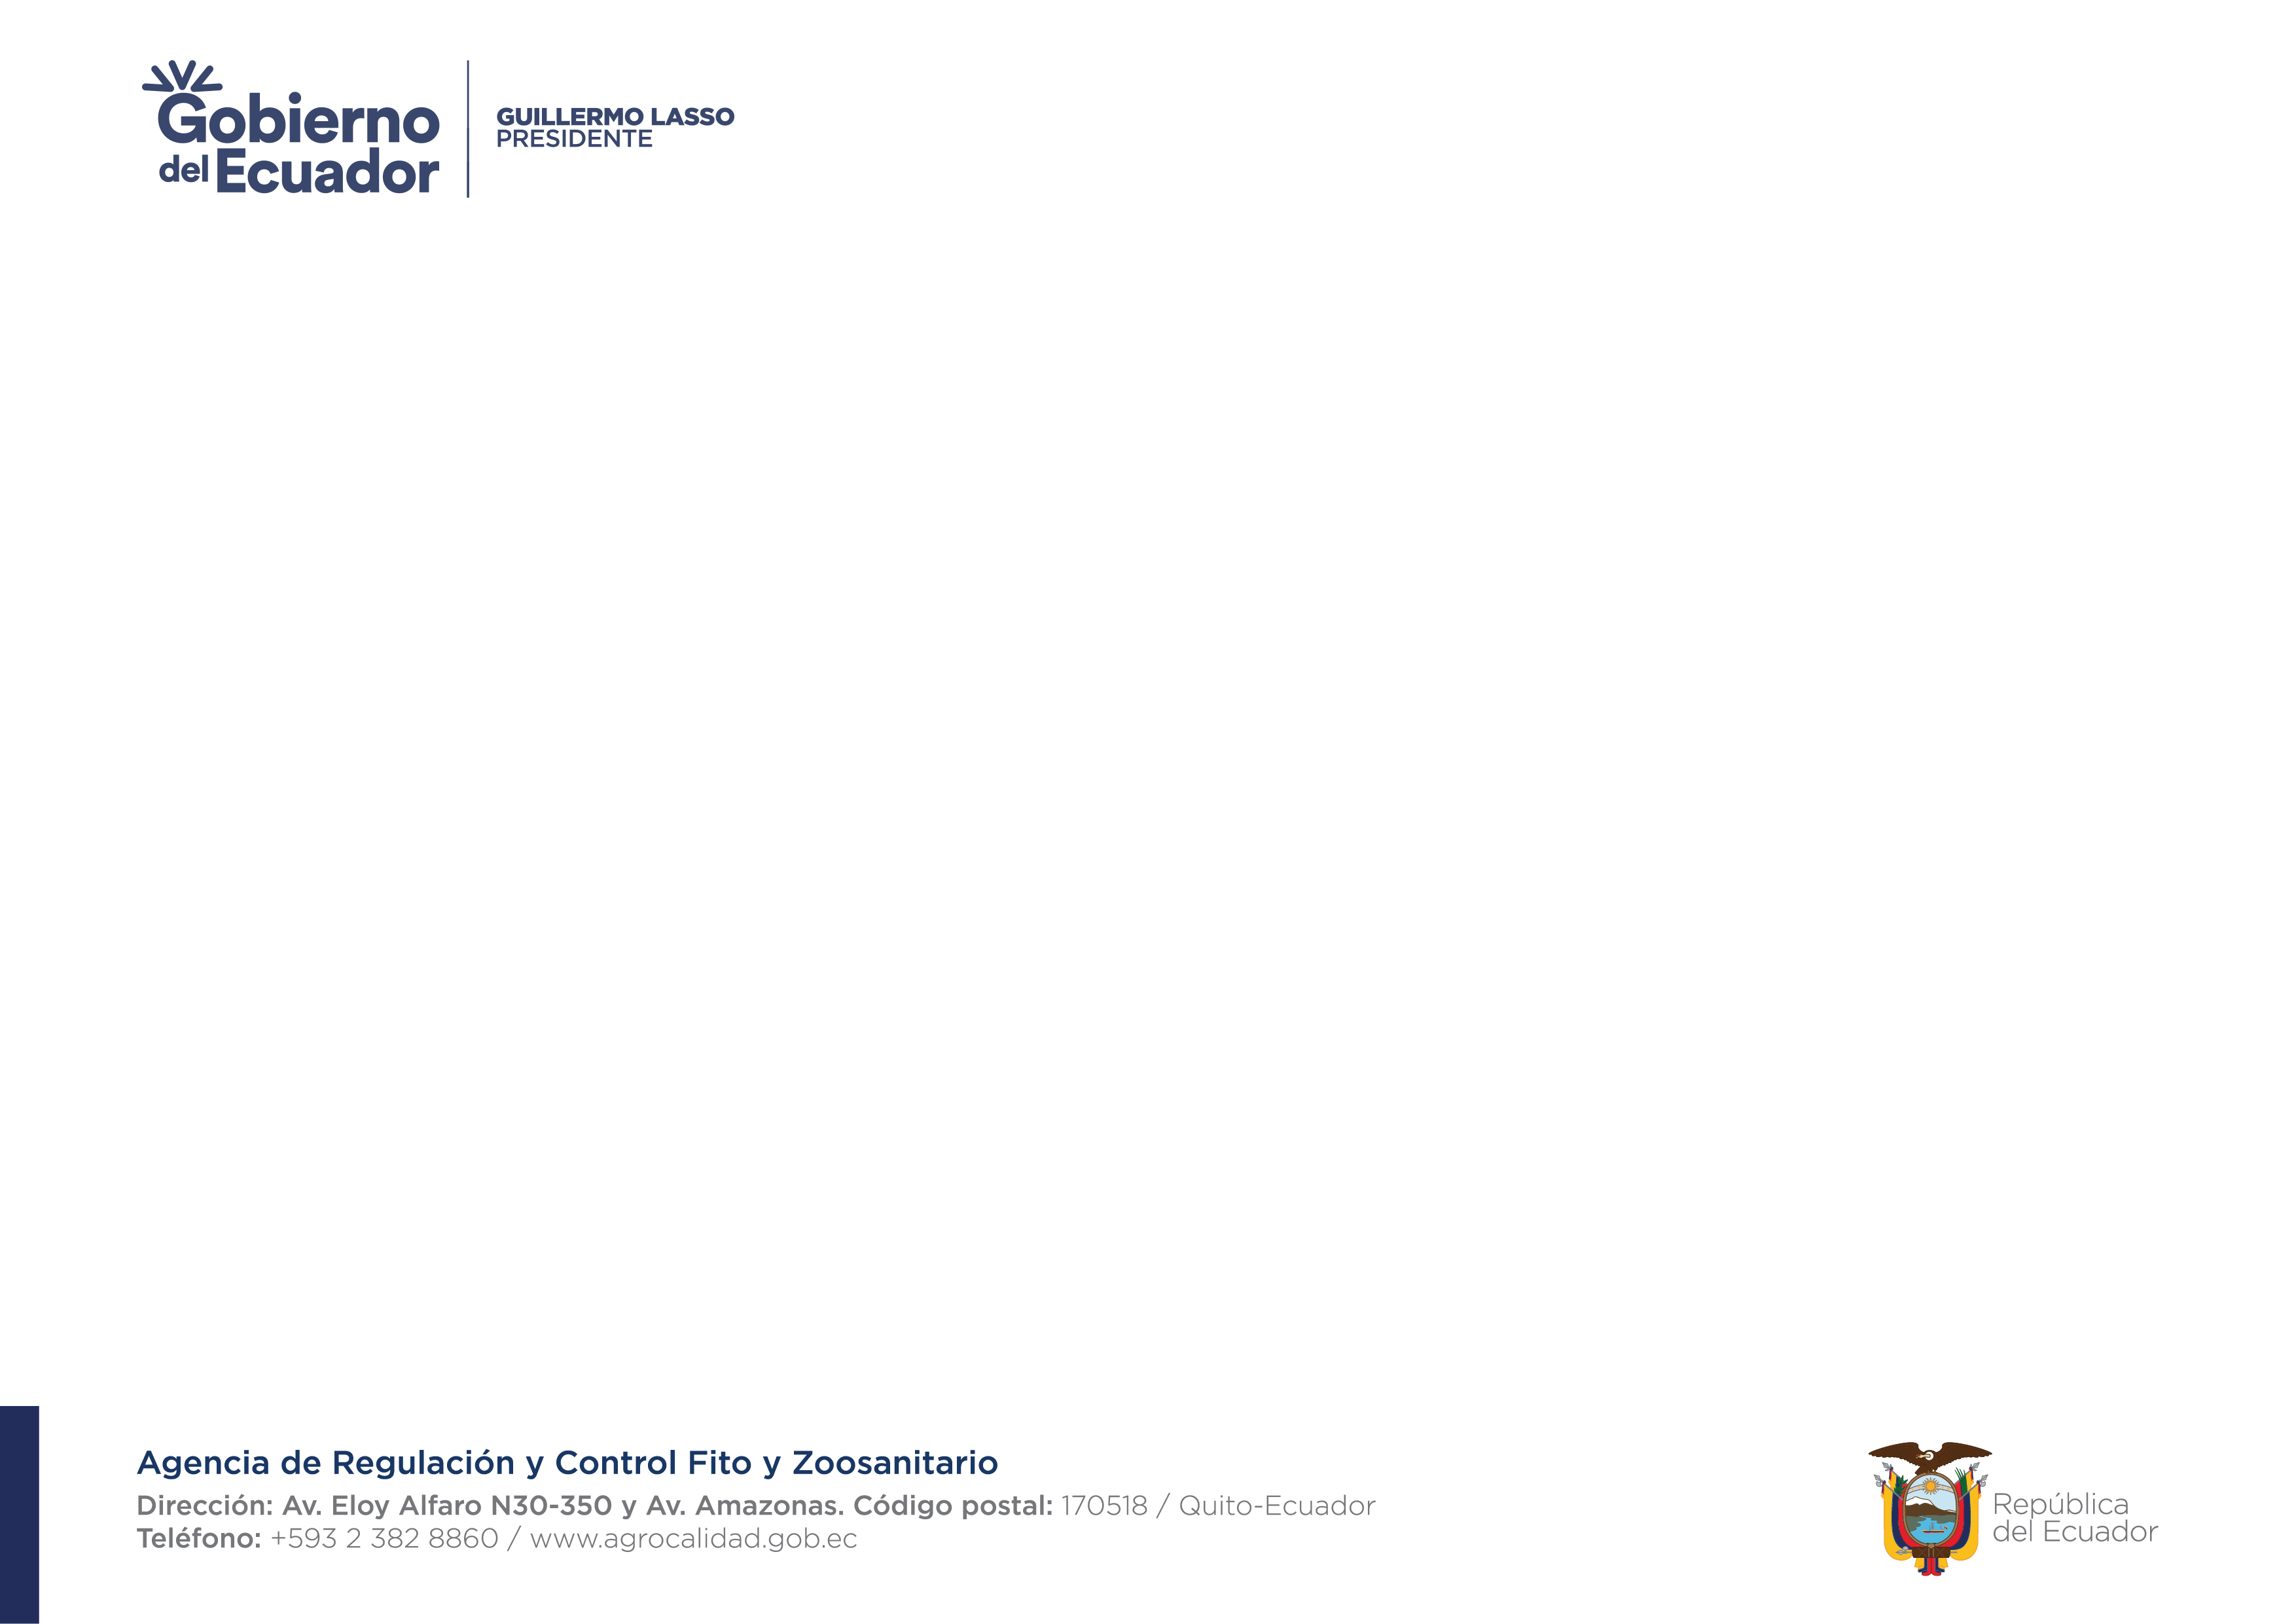 Gobierno
del Ecuador
GUILLERMO LASSO
PRESIDENTE
Agencia de Regulación y Control Fito y Zoosanitario
Dirección: Av. Eloy Alfaro N30-350 y Av. Amazonas. Código postal: 170518 / Quito-Ecuador
Teléfono: +593 2 382 8860 / www.agrocalidad.gob.ec
República
del Ecuador